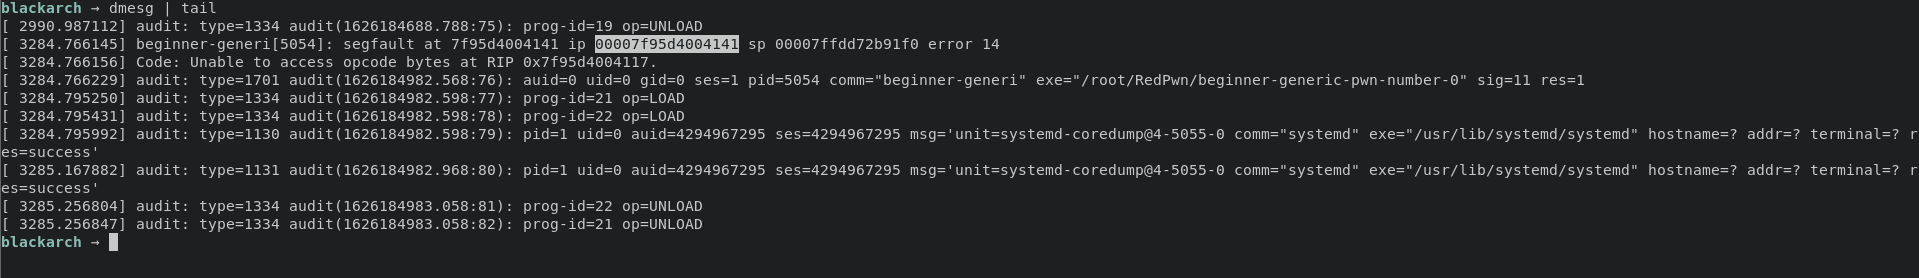 blackarch → dmesg | tail
[ 2990.987112] audit: type=1334 audit(1626184688.788:75): prog-id=19 op=UNLOAD
[ 3284.766145] beginner-generi[5054]: segfault at 7f95d4004141 ip 00007f95d4004141 sp 00007ffdd72b91f0 error 14
[ 3284.766156] Code: Unable to access opcode bytes at RIP 0x7f95d4004117.
[ 3284.766229] audit: type=1701 audit(1626184982.568:76): auid=0 uid=0 gid=0 ses=1 pid=5054 comm="beginner-generi" exe="/root/RedPwn/beginner-generic-pwn-number-0" sig=11 res=1
[ 3284.795250] audit: type=1334 audit(1626184982.598:77): prog-id=21 op=LOAD
[ 3284.795431] audit: type=1334 audit(1626184982.598:78): prog-id=22 op=LOAD
[ 3284.795992] audit: type=1130 audit(1626184982.598:79): pid=1 uid=0 auid=4294967295 ses=4294967295 msg='unit=systemd-coredump@4-5055-0 comm="systemd" exe="/usr/lib/systemd/systemd" hostname=? addr=? terminal=? r
es=success'
[ 3285.167882] audit: type=1131 audit(1626184982.968:80): pid=1 uid=0 auid=4294967295 ses=4294967295 msg='unit=systemd-coredump@4-5055-0 comm="systemd" exe="/usr/lib/systemd/systemd" hostname=? addr=? terminal=? r
es=success'
[ 3285.256804] audit: type=1334 audit(1626184983.058:81): prog-id=22 op=UNLOAD
[ 3285.256847] audit: type=1334 audit(1626184983.058:82): prog-id=21 op=UNLOAD
blackarch →